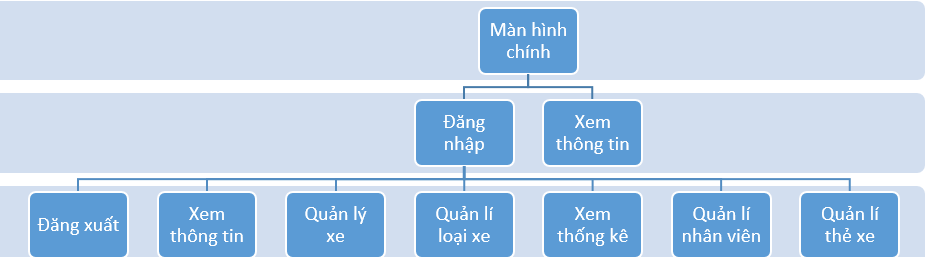 Màn hình
chính
Đăng
nhập
Xem
thông tin
Đăng xuất
Xem
thông tin
Quản lý
xe
Quản lí
loại xe
Xem
thống kê
Quản lí
nhân viên
Quản lí
thẻ xe